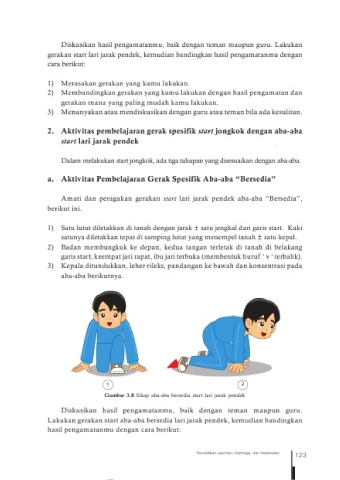 Diskusikan hasil pengamatanmu, baik dengan teman maupun guru. Lakukan
gerakan start lari jarak pendek, kemudian bandingkan hasil pengamatanmu dengan
cara berikut:
1) Merasakan gerakan yang kamu lakukan.
2) Membandingkan gerakan yang kamu lakukan dengan hasil pengamatan dan
gerakan mana yang paling mudah kamu lakukan.
3) Menanyakan atau mendiskusikan dengan guru atau teman bila ada kesulitan.
2. Aktivitas pembelajaran gerak spesifik start jongkok dengan aba-aba
start lari jarak pendek
Dalam melakukan start jongkok, ada tiga tahapan yang disesuaikan dengan aba-aba.
a. Aktivitas Pembelajaran Gerak Spesifik Aba-aba “Bersedia”
Amati dan peragakan gerakan start lari jarak pendek aba-aba “Bersedia”,
berikut ini.
1) Satu lutut diletakkan di tanah dengan jarak ± satu jengkal dari garis start. Kaki
satunya diletakkan tepat di samping lutut yang menempel tanah ± satu kepal.
2) Badan membungkuk ke depan, kedua tangan terletak di tanah di belakang
garis start, keempat jari rapat, ibu jari terbuka (membentuk huruf ' v ' terbalik).
3) Kepala ditundukkan, leher rileks, pandangan ke bawah dan konsentrasi pada
aba-aba berikutnya.
1
2
Gambar 3.8 Sikap aba-aba bersedia start lari jarak pendek
Diskusikan hasil pengamatanmu, baik dengan teman maupun guru.
Lakukan gerakan start aba-aba bersedia lari jarak pendek, kemudian bandingkan
hasil pengamatanmu dengan cara berikut:
Pendidikan Jasmani, Olahraga, dan Kesehatan
123